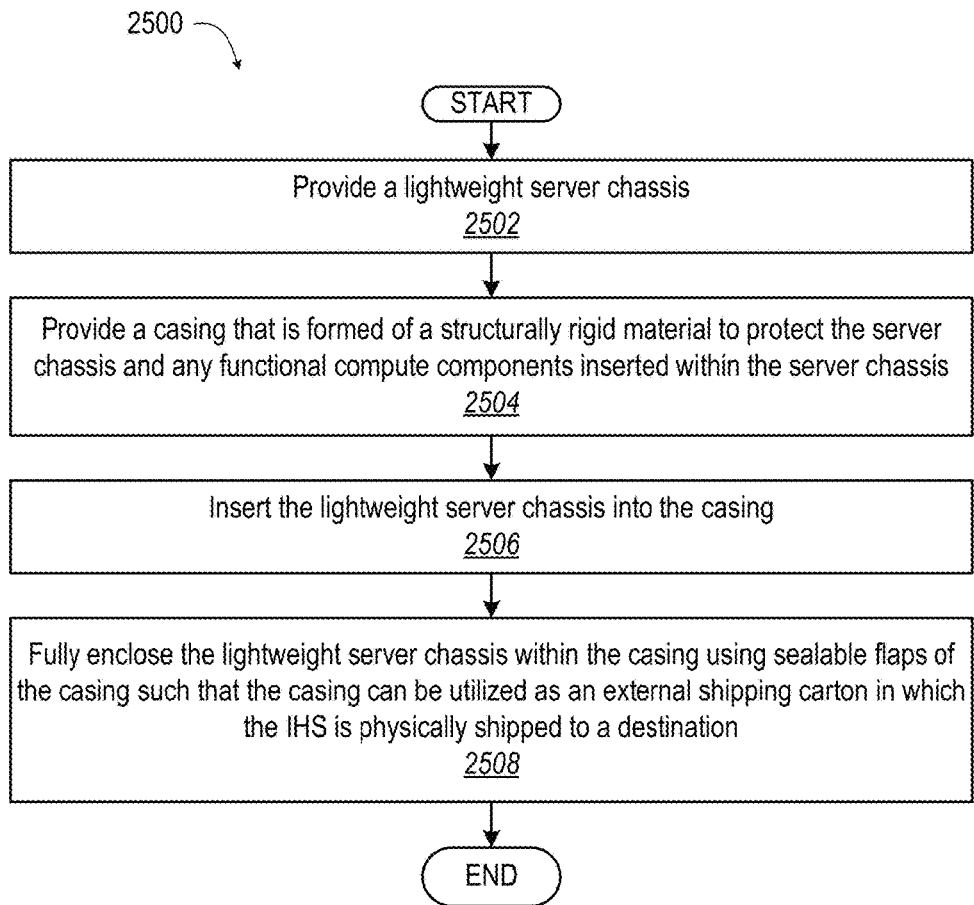 2500
START
Provide a lightweight server chassis
2502
Provide a casing that is formed of a structurally rigid material to protect the server
chassis and any functional compute components inserted within the server chassis
2504
Insert the lightweight server chassis into the casing
2506
Fully enclose the lightweight server chassis within the casing using sealable flaps of
the casing such that the casing can be utilized as an external shipping carton in which
the IHS is physically shipped to a destination
2508
END